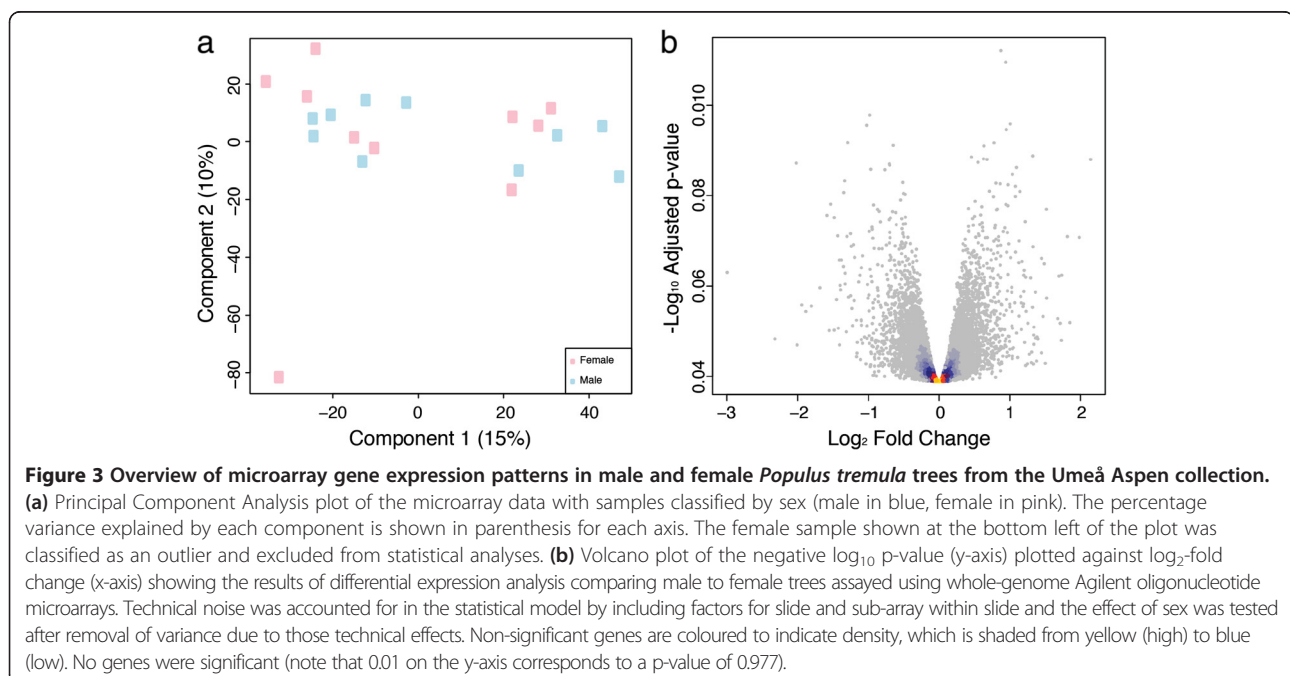 a
20
0
−20
−40
−60
−80
Component 2 (10%)
−20 0 20 40
Component 1 (15%)
Female
Male
b
0.010
0.08
0.06
0.04
-Log₁₀ Adjusted p-value
−3 −2 −1 0 1 2
Log₂ Fold Change
Figure 3 Overview of microarray gene expression patterns in male and female Populus tremula trees from the Umeå Aspen collection.
(a) Principal Component Analysis plot of the microarray data with samples classified by sex (male in blue, female in pink). The percentage
variance explained by each component is shown in parenthesis for each axis. The female sample shown at the bottom left of the plot was
classified as an outlier and excluded from statistical analyses. (b) Volcano plot of the negative log₁₀ p-value (y-axis) plotted against log₂-fold
change (x-axis) showing the results of differential expression analysis comparing male to female trees assayed using whole-genome Agilent oligonucleotide
microarrays. Technical noise was accounted for in the statistical model by including factors for slide and sub-array within slide and the effect of sex was tested
after removal of variance due to those technical effects. Non-significant genes are coloured to indicate density, which is shaded from yellow (high) to blue
(low). No genes were significant (note that 0.01 on the y-axis corresponds to a p-value of 0.977).